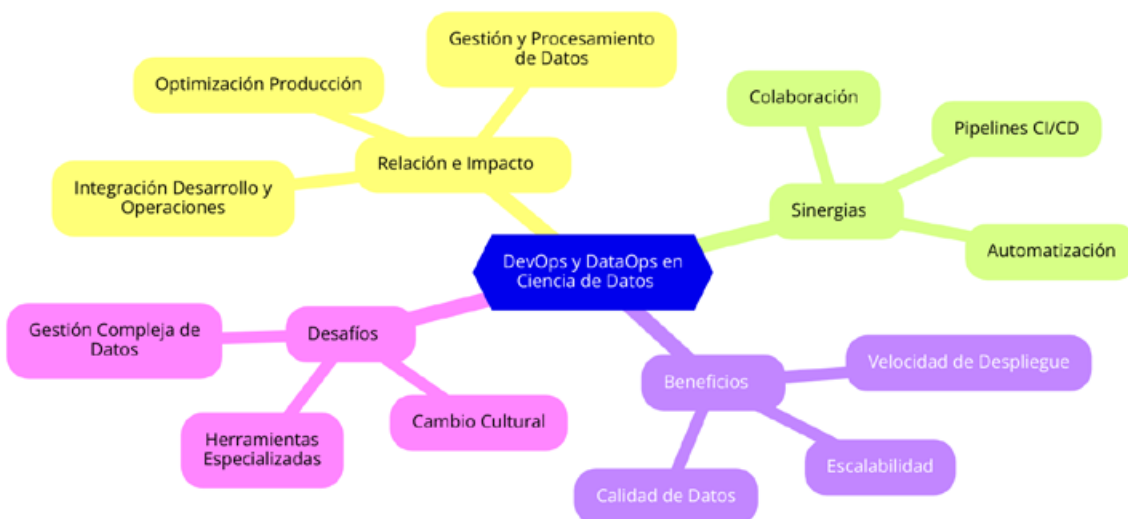 Gestión y Procesamiento
de Datos
Optimización Producción
Relación e Impacto
Integración Desarrollo y
Operaciones
Colaboración
Pipelines CI/CD
Sinergias
Automatización
DevOps y DataOps en
Ciencia de Datos
Gestión Compleja de
Datos
Desafíos
Herramientas
Especializadas
Cambio Cultural
Beneficios
Velocidad de Despliegue
Escalabilidad
Calidad de Datos